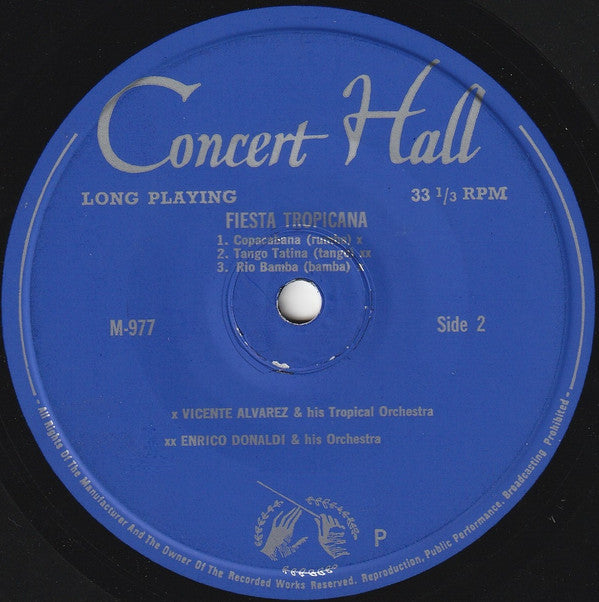 Concert Hall
LONG PLAYING 33 1/3 RPM
FIESTA TROPICANA
1. Copacabana (rumba) x
2. Tango Tatina (tango) xx
3. Rio Bamba (bamba) x
M-977 Side 2
x VICENTE ALVAREZ & his Tropical Orchestra
xx ENRICO DONALDI & his Orchestra
P
- All Rights Of The Manufacturer And The Owner Of The Recorded Works Reserved. Reproduction, Public Performance, Broadcasting Prohibited -